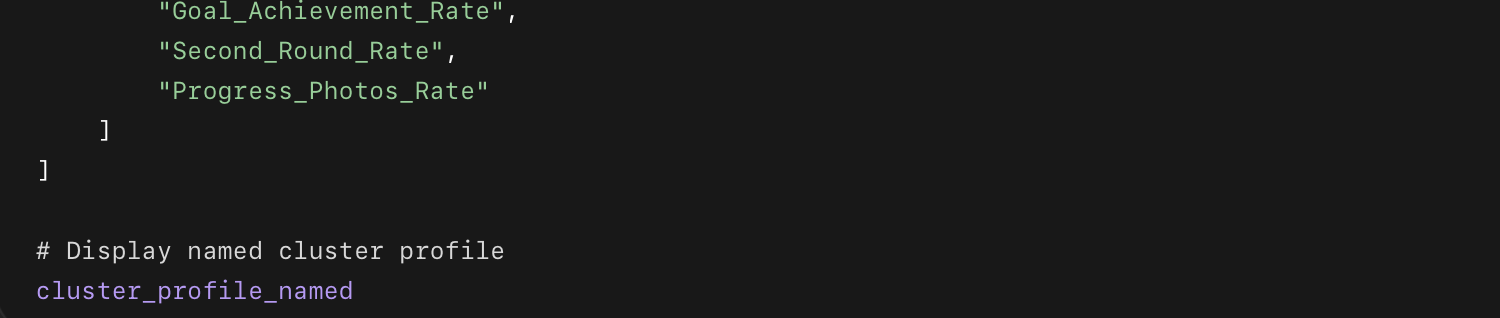 "Goal_Achievement_Rate",
"Second_Round_Rate",
"Progress_Photos_Rate"
]
]
# Display named cluster profile
cluster_profile_named